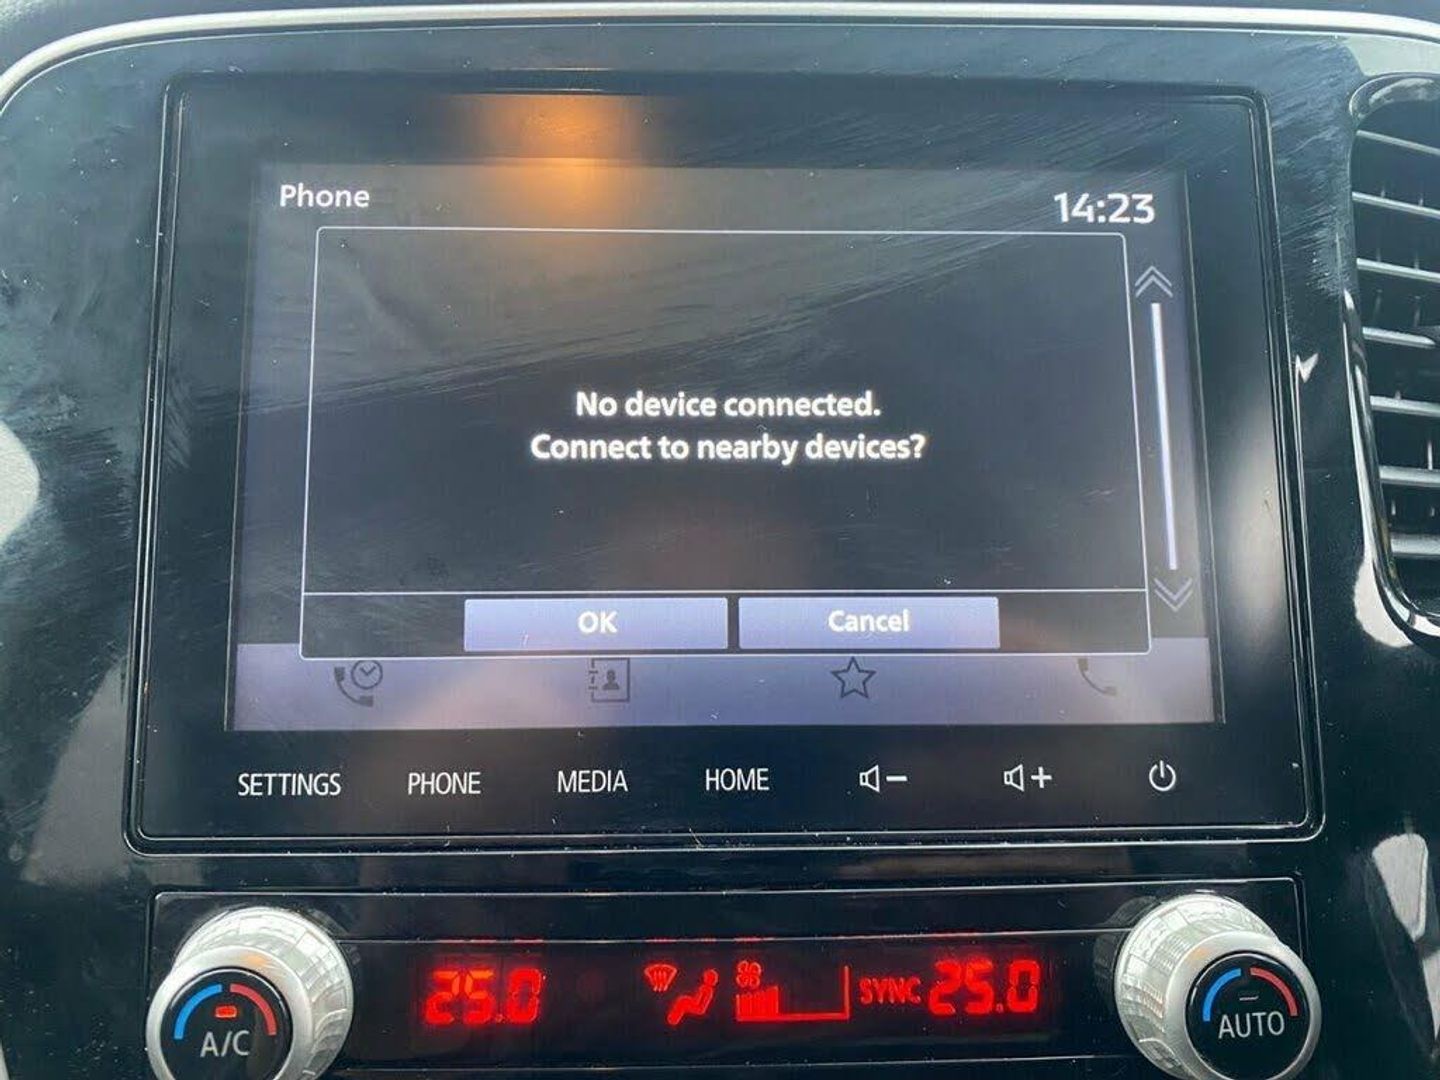 Phone
14:23
No device connected.
Connect to nearby devices?
OK Cancel
SETTINGS PHONE MEDIA HOME
25.0 SYNC 25.0
A/C AUTO